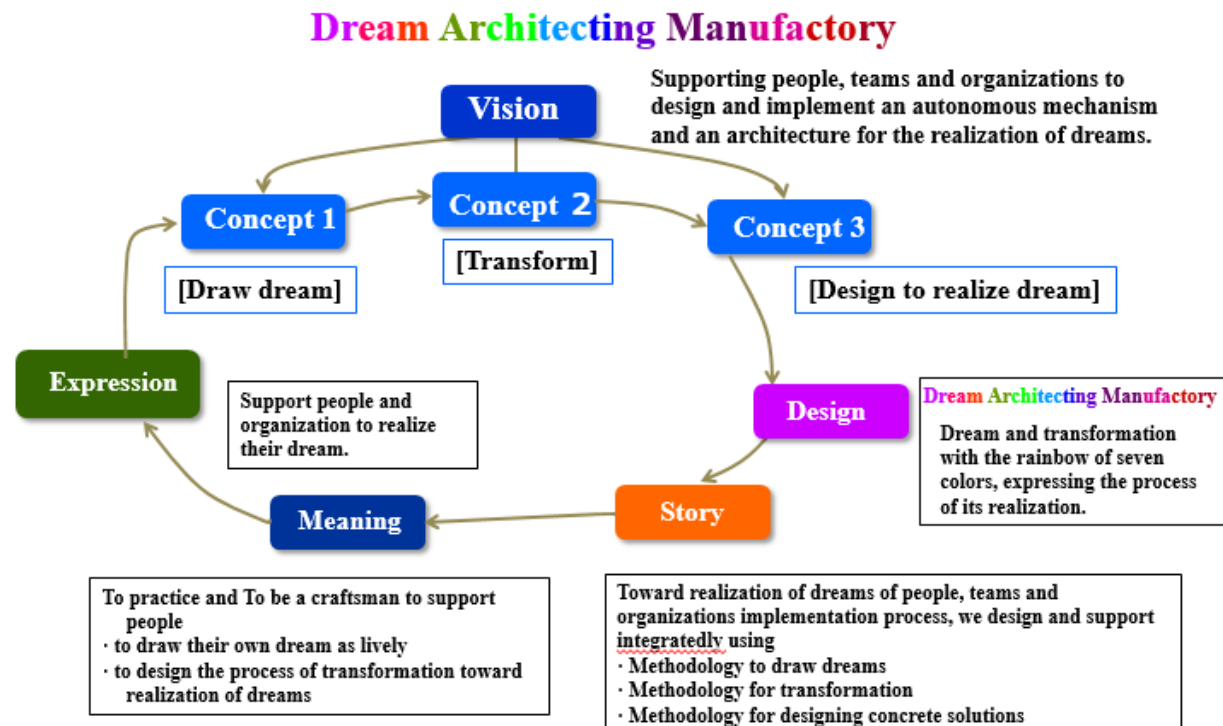 Dream Architecting Manufactory
Supporting people, teams and organizations to
design and implement an autonomous mechanism
and an architecture for the realization of dreams.
Vision
Concept 1
Concept 2
Concept 3
[Draw dream]
[Transform]
[Design to realize dream]
Expression
Support people and
organization to realize
their dream.
Design
Dream Architecting Manufactory
Dream and transformation
with the rainbow of seven
colors, expressing the process
of its realization.
Meaning
Story
To practice and To be a craftsman to support
people
· to draw their own dream as lively
· to design the process of transformation toward
realization of dreams
Toward realization of dreams of people, teams and
organizations implementation process, we design and support
integratedly using
· Methodology to draw dreams
· Methodology for transformation
· Methodology for designing concrete solutions